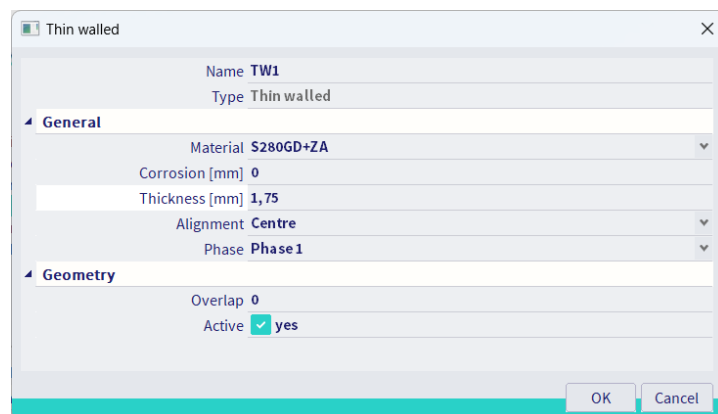 Thin walled
Name TW1
Type Thin walled
General
Material S280GD+ZA
Corrosion [mm] 0
Thickness [mm] 1,75
Alignment Centre
Phase Phase 1
Geometry
Overlap 0
Active yes
OK Cancel